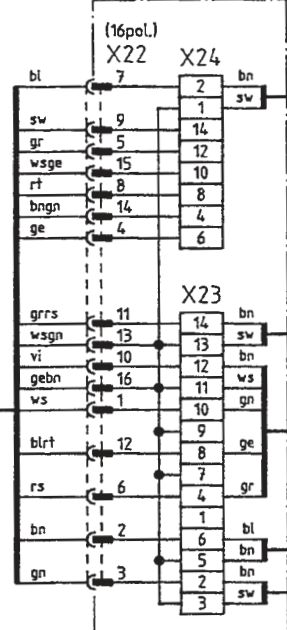 (16pol.)
X22 X24
bl 7 2 bn
1 sw
sw 9 14
gr 5 12
wsge 15 10
rt 8 8
bngn 14 4
ge 4 6
X23
grrs 11 14 bn
wsgn 13 13 sw
vi 10 12 bn
gebn 16 11 ws
ws 1 10 gn
9
blrt 12 8 ge
7
rs 6 4 gr
1
bn 2 6 bl
5 bn
gn 3 2 bn
3 sw